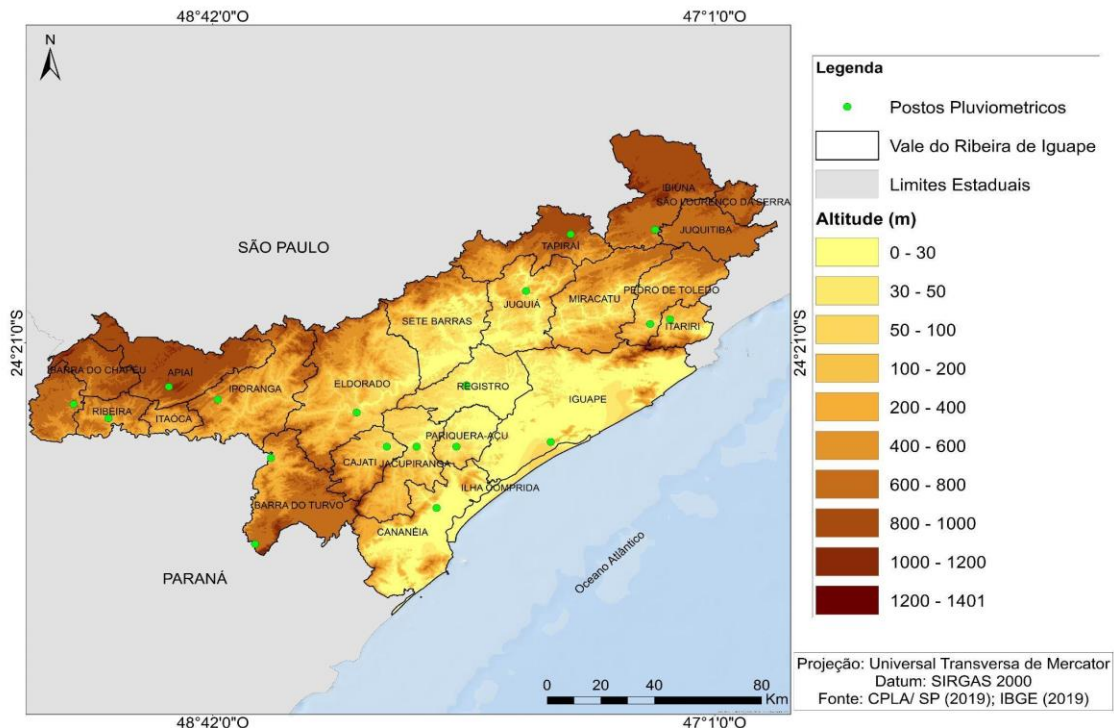 48°42'0"O
47°1'0"O
N
SÃO PAULO
IBIUNA
SÃO LOURENÇO DA SERRA
JUQUITIBA
TAPIRAÍ
PEDRO DE TOLEDO
MIRACATU
JUQUIÁ
ITARIRI
SETE BARRAS
24°21'0"S
24°21'0"S
BARRA DO CHAPÉU
APIAÍ
IPORANGA
ELDORADO
REGISTRO
IGUAPE
RIBEIRA
ITAOCA
PARIQUERA-AÇU
CAJATI
JACUPIRANGA
ILHA COMPRIDA
BARRA DO TURVO
CANANÉIA
PARANÁ
Oceano Atlântico
0 10 20 40 60 80
Km
48°42'0"O
47°1'0"O
Legenda
Postos Pluviometricos
Vale do Ribeira de Iguape
Limites Estaduais
Altitude (m)
0 - 30
30 - 50
50 - 100
100 - 200
200 - 400
400 - 600
600 - 800
800 - 1000
1000 - 1200
1200 - 1401
Projeção: Universal Transversa de Mercator
Datum: SIRGAS 2000
Fonte: CPLA/ SP (2019); IBGE (2019)